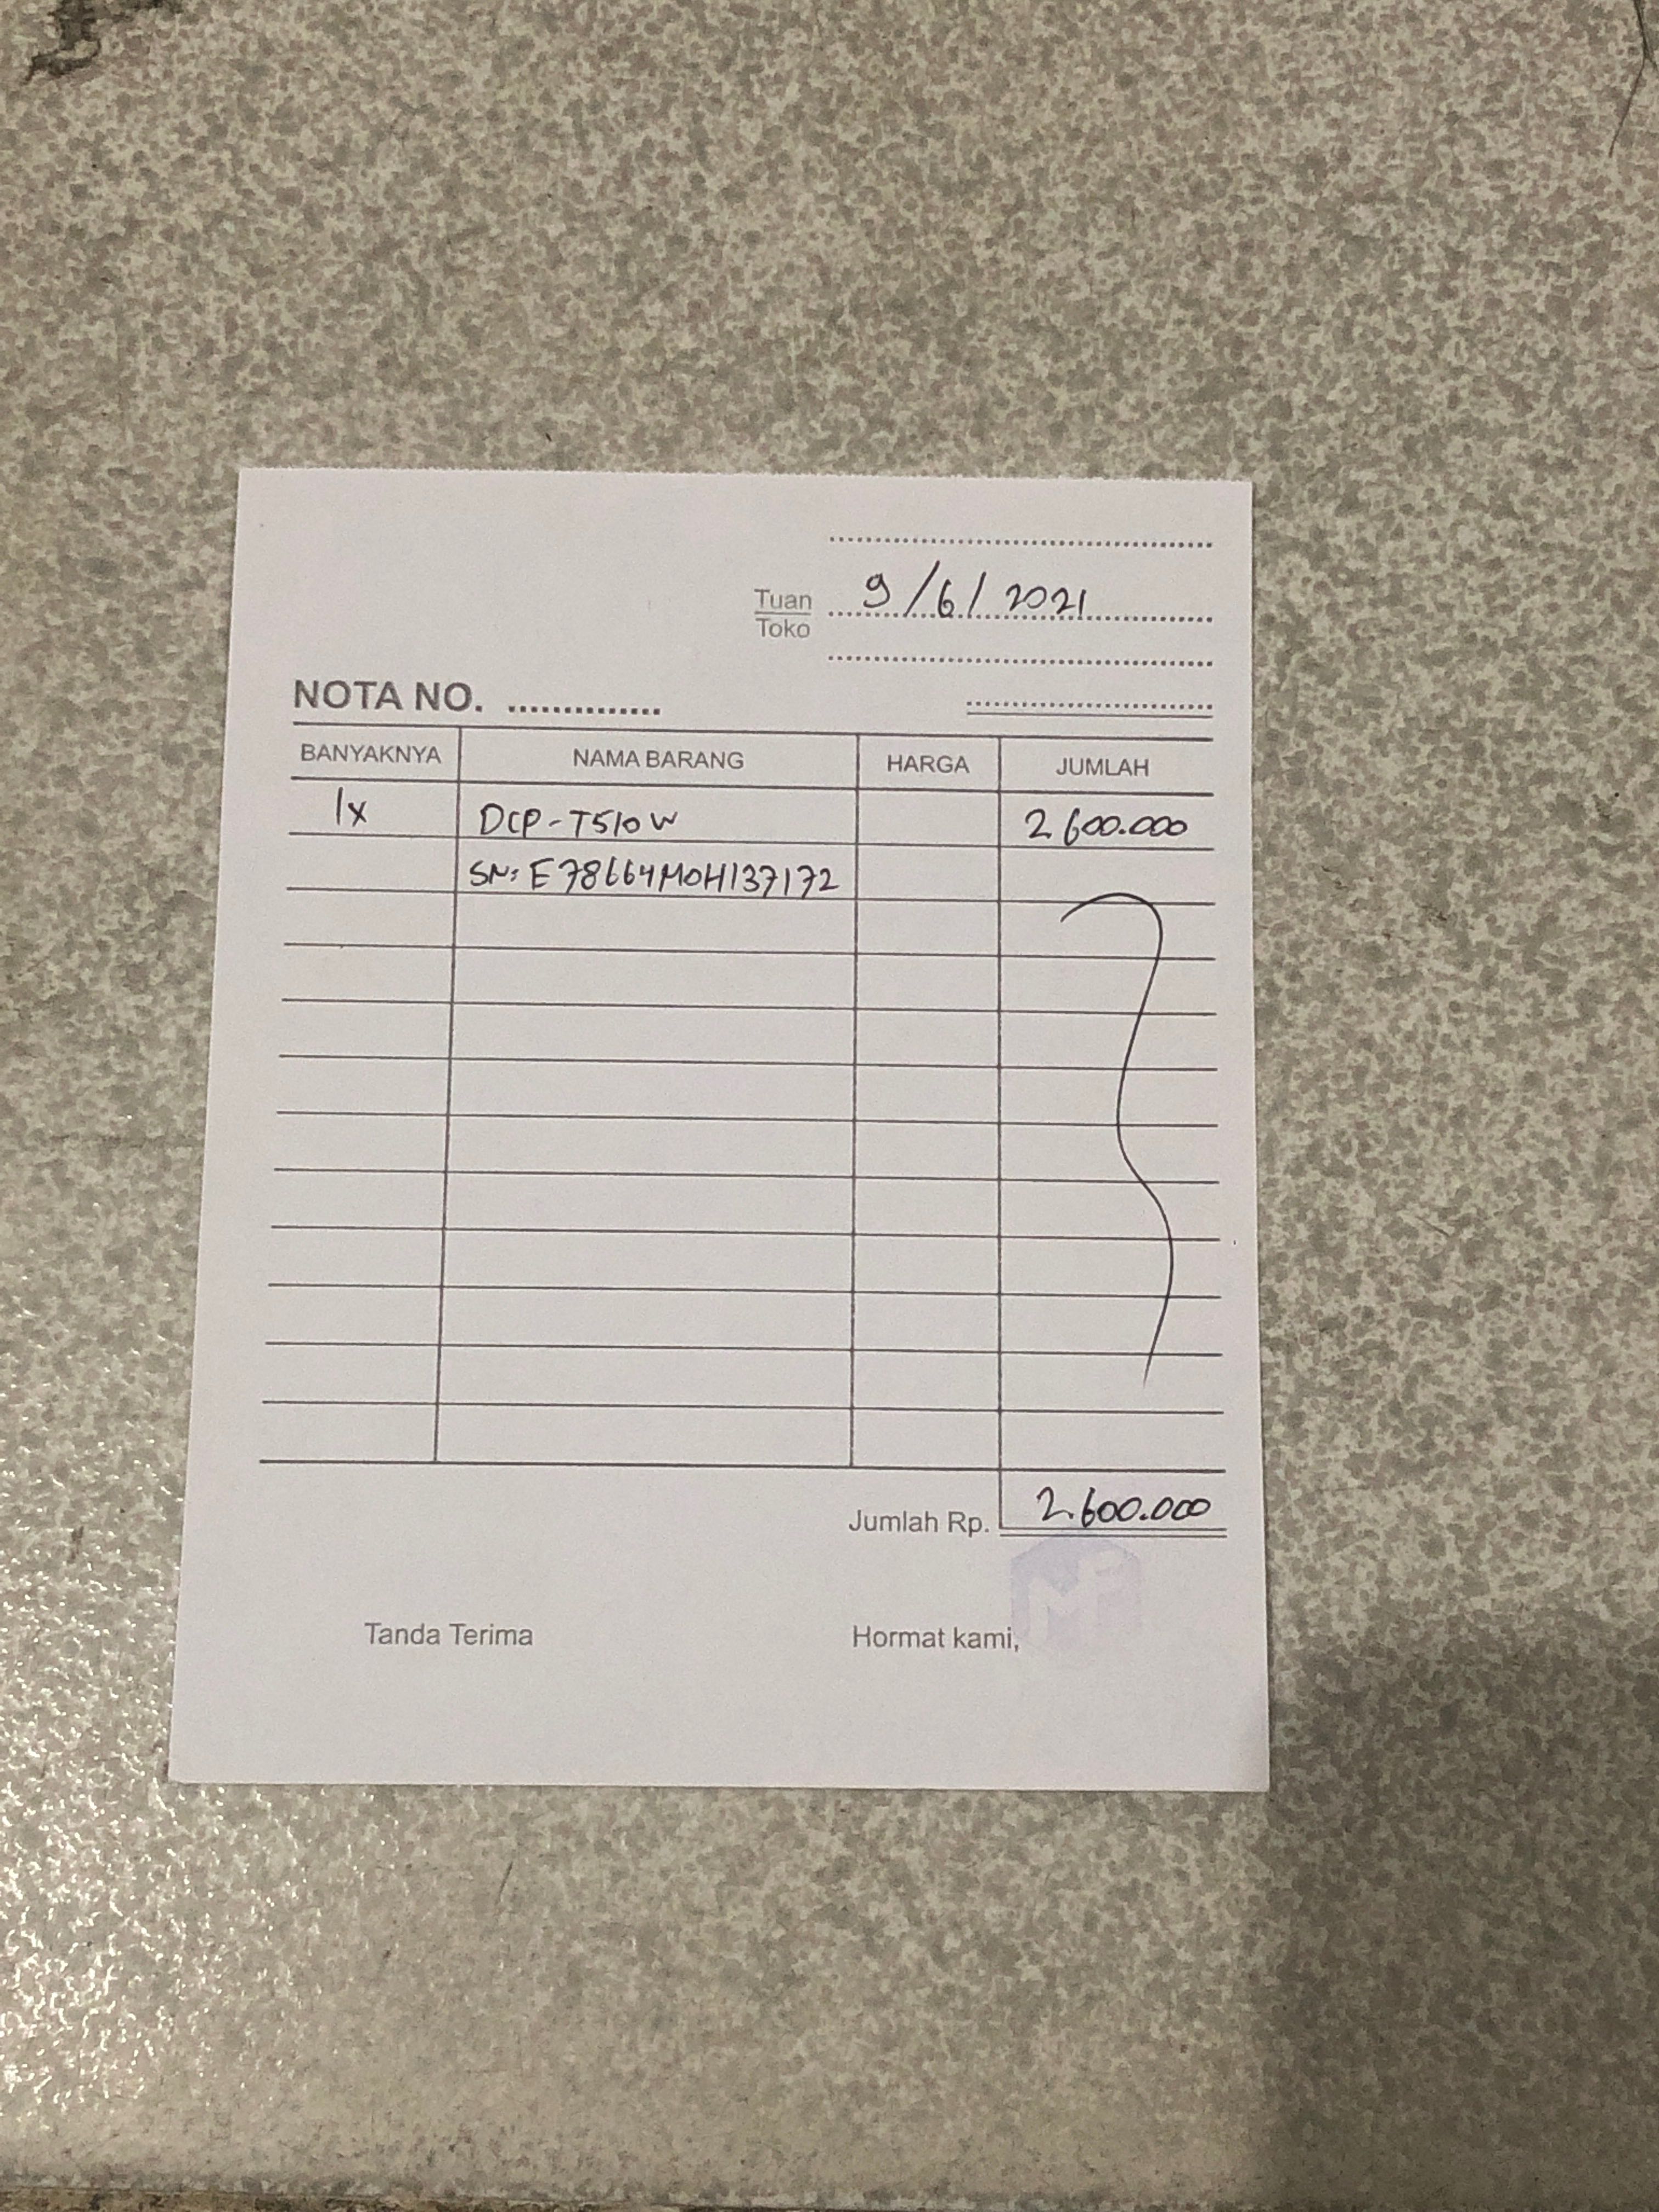 Tuan
Toko
9/6/2021
NOTA NO.
BANYAKNYA NAMA BARANG HARGA JUMLAH
1x DCP-T510W 2.600.000
SN: E78664M0H137172
Jumlah Rp. 2.600.000
Tanda Terima Hormat kami,